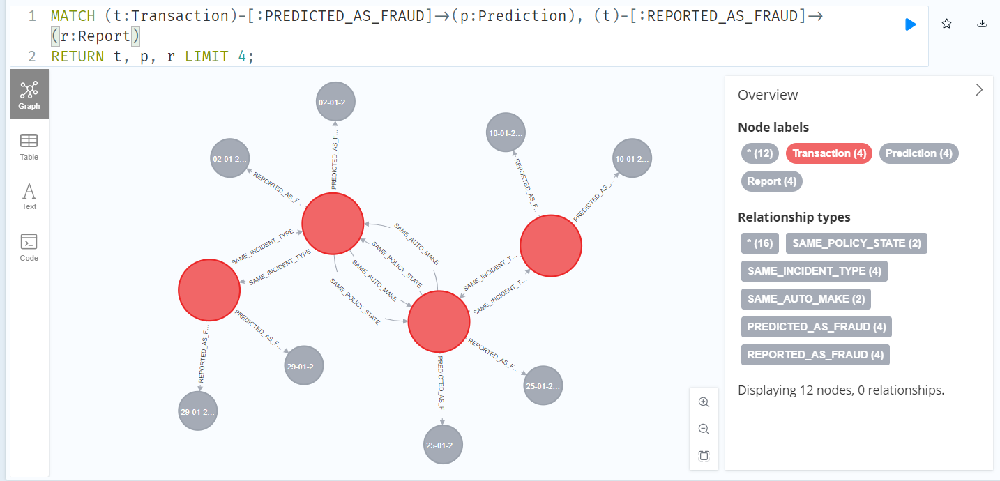 1 MATCH (t:Transaction)-[:PREDICTED_AS_FRAUD]→(p:Prediction), (t)-[:REPORTED_AS_FRAUD]→
(r:Report)
2 RETURN t, p, r LIMIT 4;
Graph
Table
Text
Code
02-01-2...
02-01-2...
10-01-2...
10-01-2...
PREDICTED_AS_F...
REPORTED_AS_F...
REPORTED_AS_F...
PREDICTED_AS_...
SAME_INCIDENT_TYPE
SAME_INCIDENT_TYPE
SAME_AUTO_MAKE
SAME_POLICY_STATE
SAME_AUTO_MAKE
SAME_POLICY_STATE
SAME_INCIDENT_T...
SAME_INCIDENT_T...
REPORTED_AS_F...
PREDICTED_AS_F...
PREDICTED_AS_F...
REPORTED_AS_F...
29-01-2...
29-01-2...
25-01-2...
25-01-2...
Overview
Node labels
* (12) Transaction (4) Prediction (4)
Report (4)
Relationship types
* (16) SAME_POLICY_STATE (2)
SAME_INCIDENT_TYPE (4)
SAME_AUTO_MAKE (2)
PREDICTED_AS_FRAUD (4)
REPORTED_AS_FRAUD (4)
Displaying 12 nodes, 0 relationships.